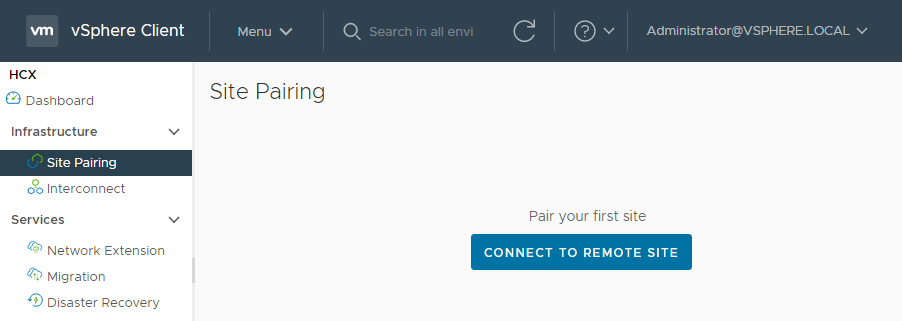 vm vSphere Client Menu Search in all envi ? Administrator@VSPHERE.LOCAL
HCX
Dashboard
Infrastructure
Site Pairing
Interconnect
Services
Network Extension
Migration
Disaster Recovery
Site Pairing
Pair your first site
CONNECT TO REMOTE SITE